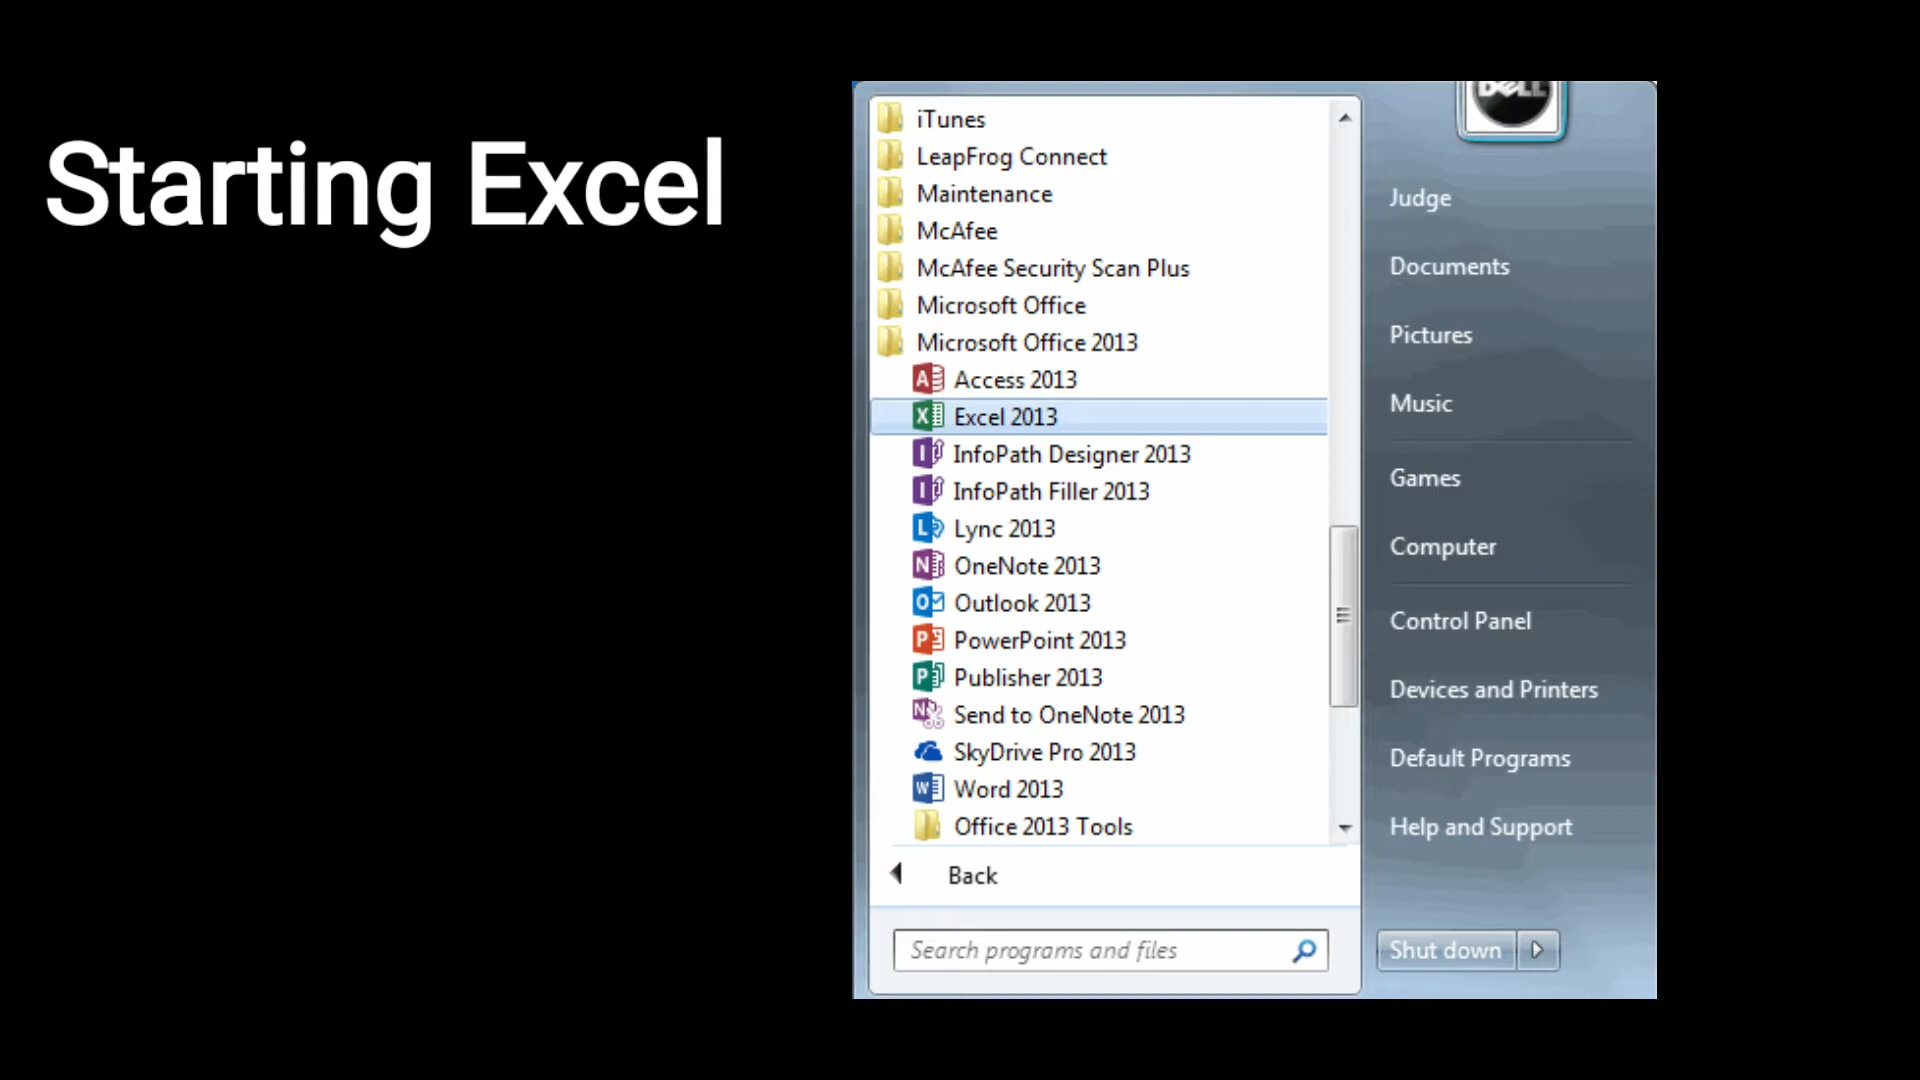 Starting Excel
iTunes
LeapFrog Connect
Maintenance
McAfee
McAfee Security Scan Plus
Microsoft Office
Microsoft Office 2013
Access 2013
Excel 2013
InfoPath Designer 2013
InfoPath Filler 2013
Lync 2013
OneNote 2013
Outlook 2013
PowerPoint 2013
Publisher 2013
Send to OneNote 2013
SkyDrive Pro 2013
Word 2013
Office 2013 Tools
Back
Search programs and files
DELL
Judge
Documents
Pictures
Music
Games
Computer
Control Panel
Devices and Printers
Default Programs
Help and Support
Shut down